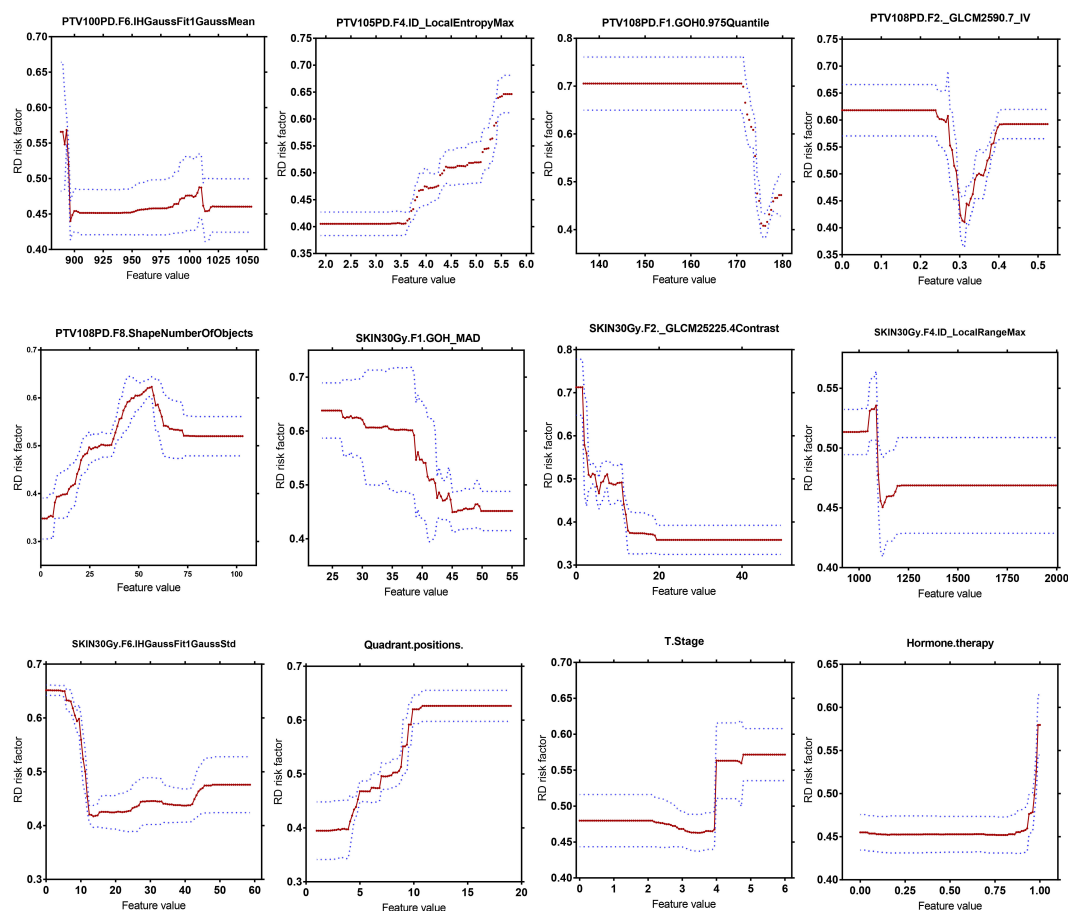 PTV100PD.F6.IHGaussFit1GaussMean
RD risk factor
0.70
0.65
0.60
0.55
0.50
0.45
0.40
900 925 950 975 1000 1025 1050
Feature value
PTV105PD.F4.ID_LocalEntropyMax
RD risk factor
0.75
0.70
0.65
0.60
0.55
0.50
0.45
0.40
0.35
2.0 2.5 3.0 3.5 4.0 4.5 5.0 5.5 6.0
Feature value
PTV108PD.F1.GOH0.975Quantile
RD risk factor
0.8
0.7
0.6
0.5
0.4
140 150 160 170 180
Feature value
PTV108PD.F2._GLCM2590.7_IV
RD risk factor
0.75
0.70
0.65
0.60
0.55
0.50
0.45
0.40
0.35
0.0 0.1 0.2 0.3 0.4 0.5
Feature value
PTV108PD.F8.ShapeNumberOfObjects
RD risk factor
0.7
0.6
0.5
0.4
0.3
0 25 50 75 100
Feature value
SKIN30Gy.F1.GOH_MAD
RD risk factor
0.7
0.6
0.5
0.4
25 30 35 40 45 50 55
Feature value
SKIN30Gy.F2._GLCM25225.4Contrast
RD risk factor
0.8
0.7
0.6
0.5
0.4
0.3
0 20 40
Feature value
SKIN30Gy.F4.ID_LocalRangeMax
RD risk factor
0.55
0.50
0.45
0.40
1000 1250 1500 1750 2000
Feature value
SKIN30Gy.F6.IHGaussFit1GaussStd
RD risk factor
0.7
0.6
0.5
0.4
0.3
0 10 20 30 40 50 60
Feature value
Quadrant.positions.
RD risk factor
0.7
0.6
0.5
0.4
0.3
0 5 10 15 20
Feature value
T.Stage
RD risk factor
0.70
0.65
0.60
0.55
0.50
0.45
0.40
0 1 2 3 4 5 6
Feature value
Hormone.therapy
RD risk factor
0.65
0.60
0.55
0.50
0.45
0.40
0.00 0.25 0.50 0.75 1.00
Feature value